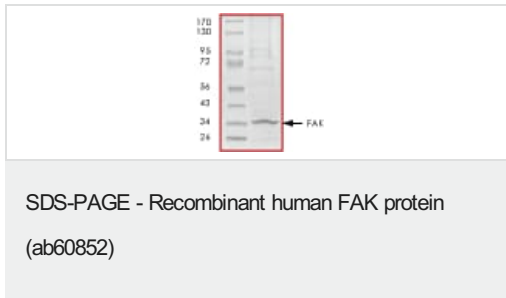 170
130
95
72
56
43
34
FAK
26
SDS-PAGE - Recombinant human FAK protein
(ab60852)